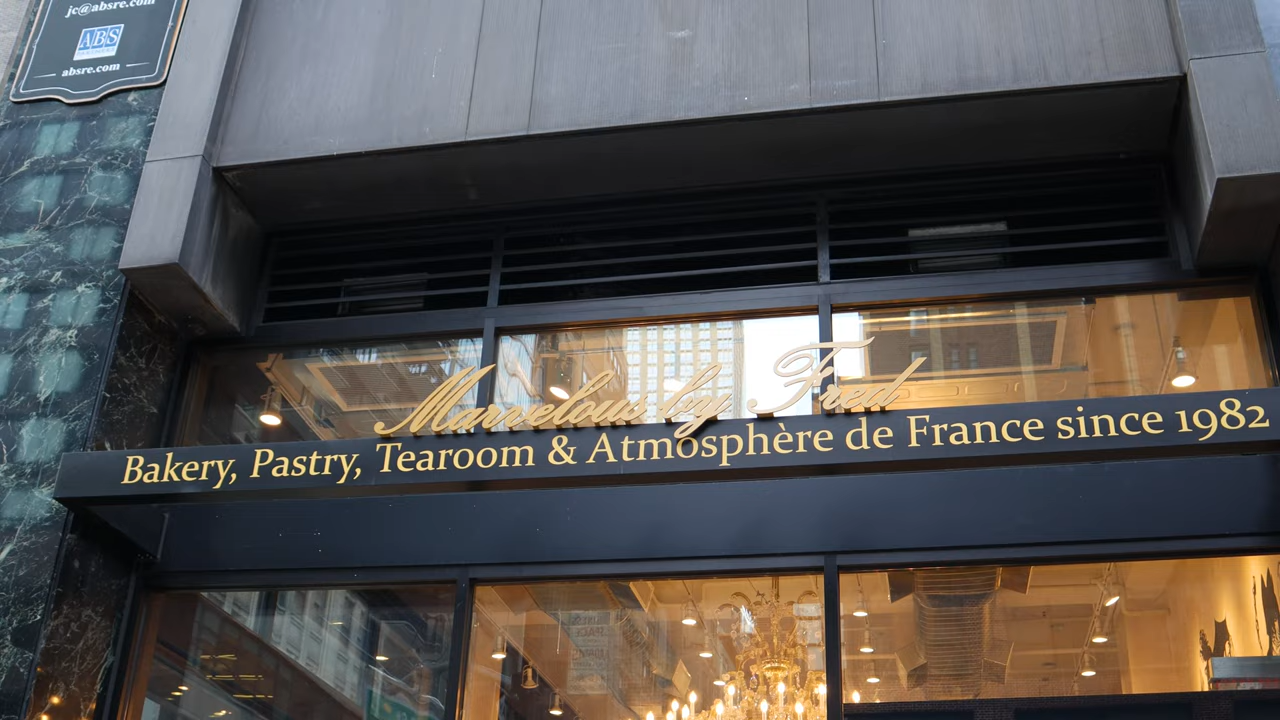 jc@absre.com
ABS
absre.com
Marvelous by Fred
Bakery, Pastry, Tearoom & Atmosphère de France since 1982